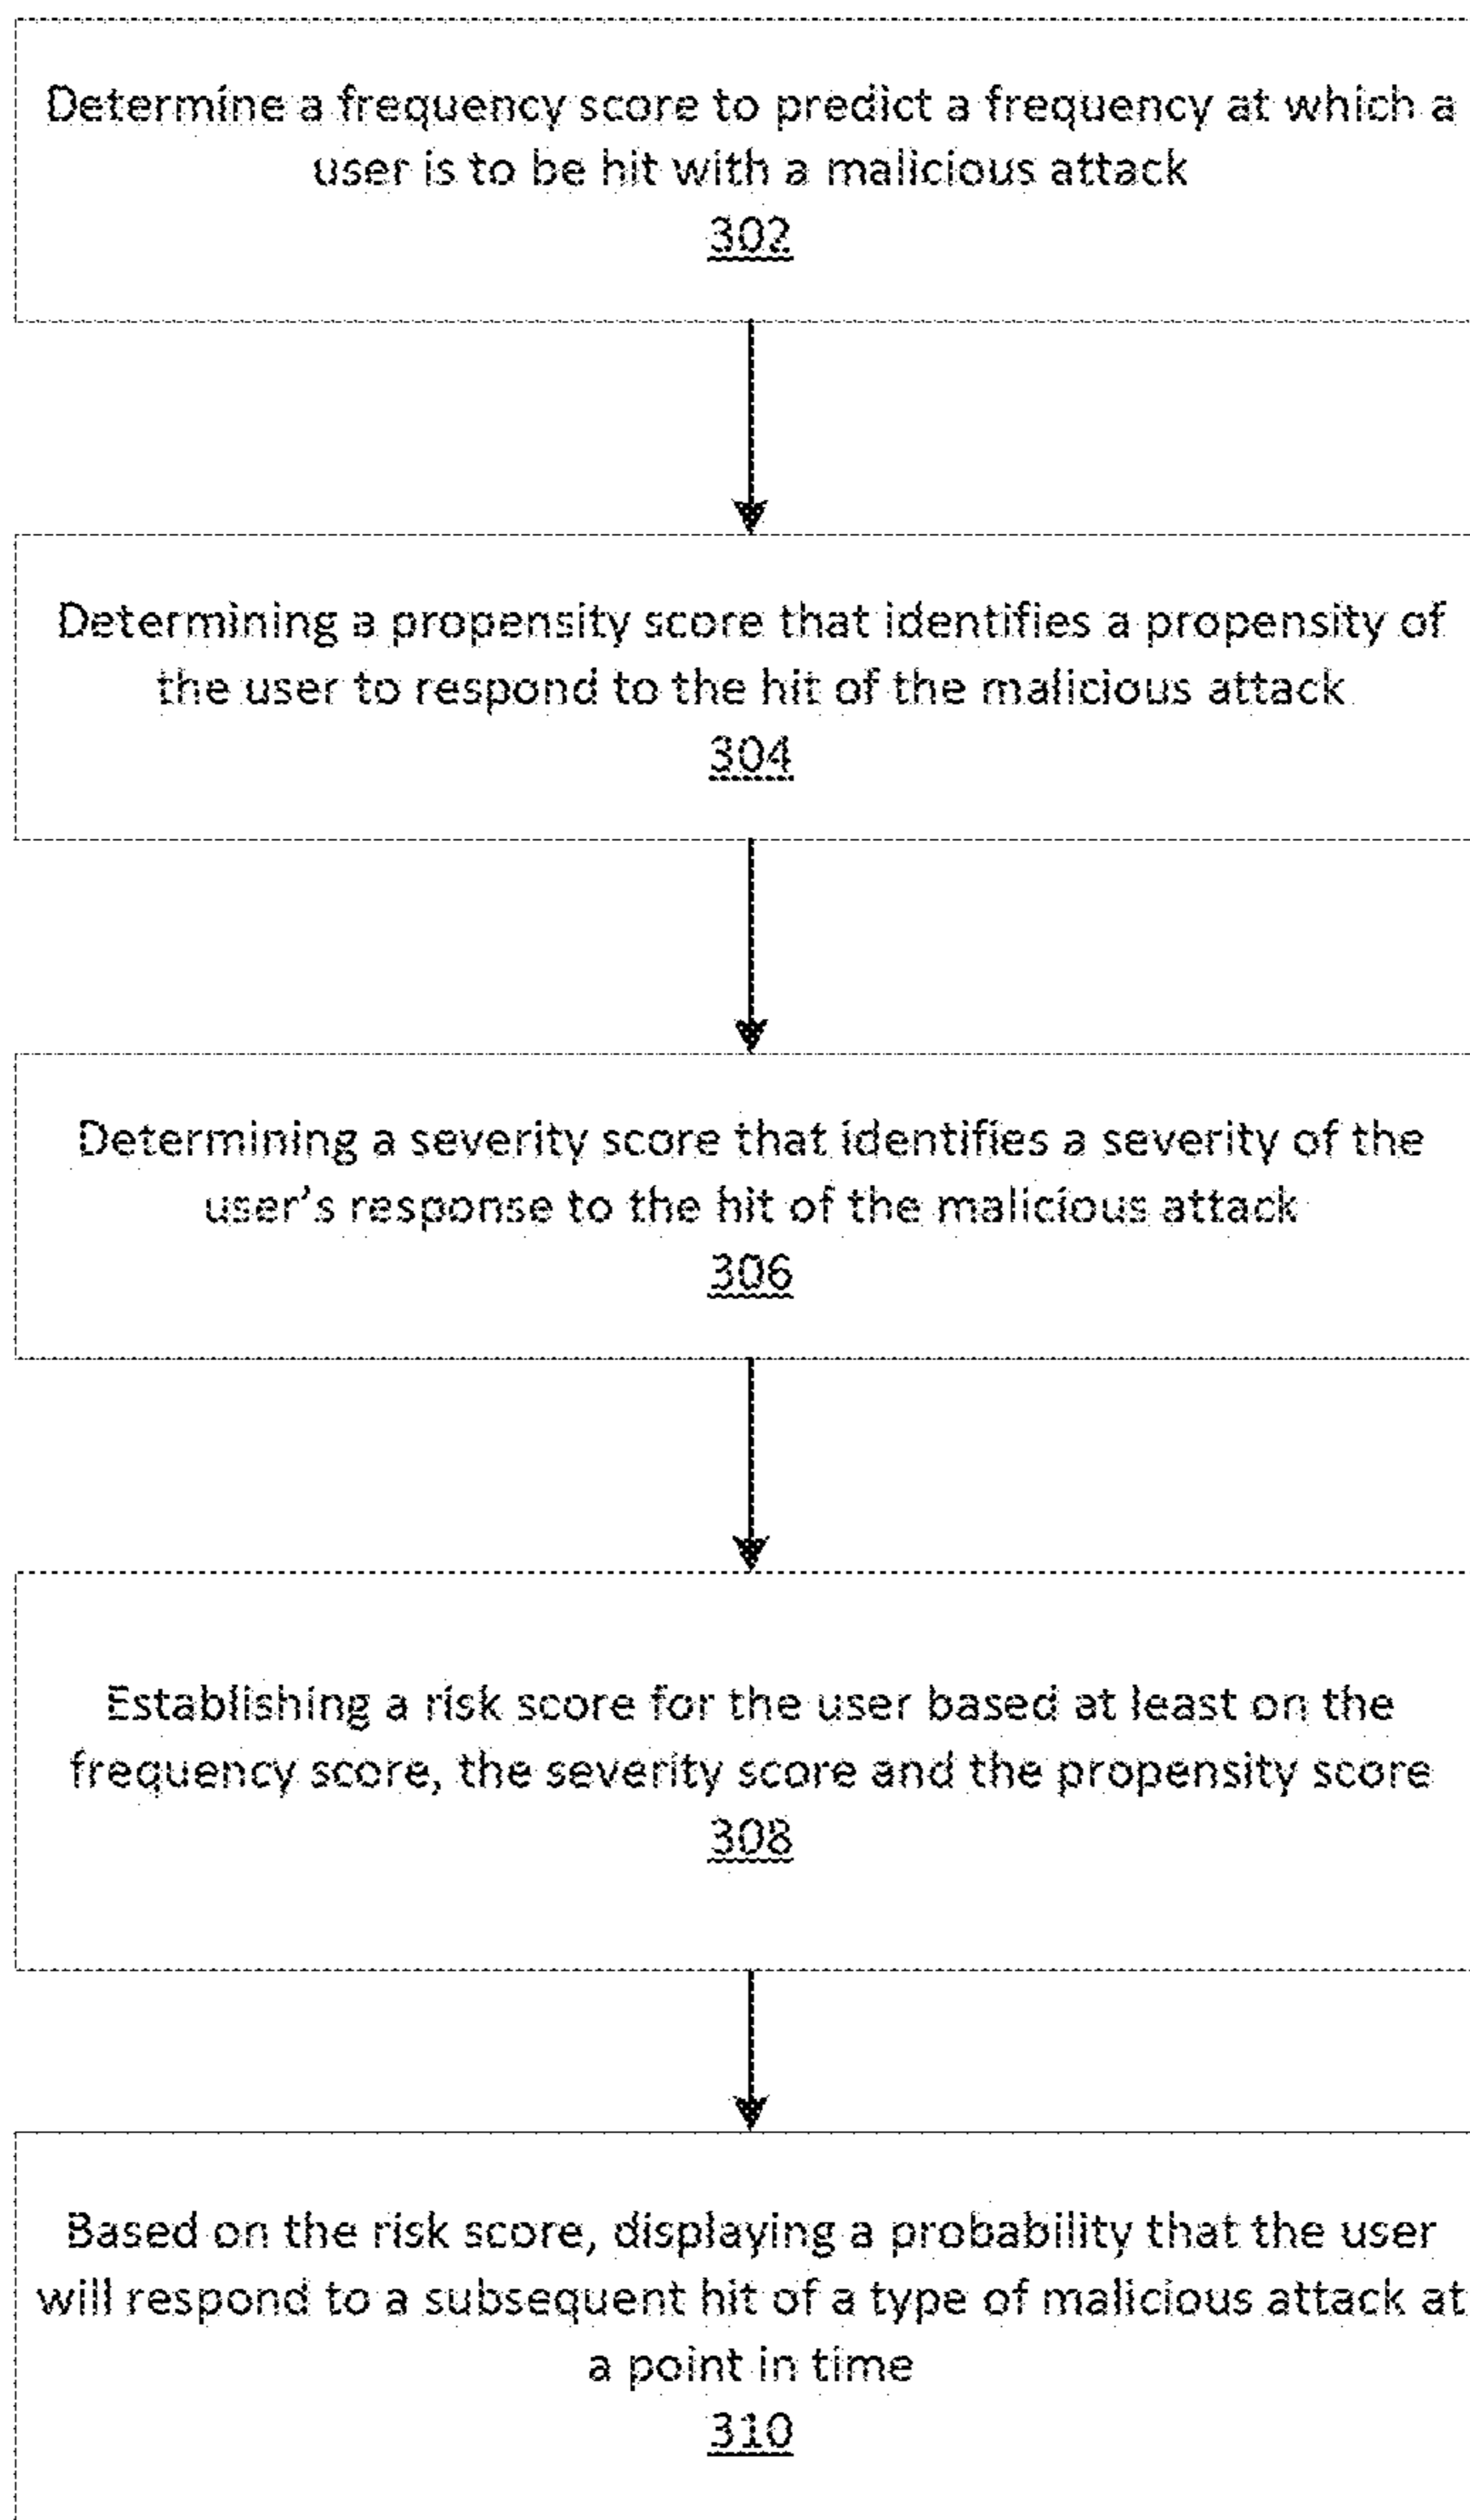 Determine a frequency score to predict a frequency at which a
user is to be hit with a malicious attack
302
Determining a propensity score that identifies a propensity of
the user to respond to the hit of the malicious attack
304
Determining a severity score that identifies a severity of the
user's response to the hit of the malicious attack
306
Establishing a risk score for the user based at least on the
frequency score, the severity score and the propensity score
308
Based on the risk score, displaying a probability that the user
will respond to a subsequent hit of a type of malicious attack at
a point in time
310